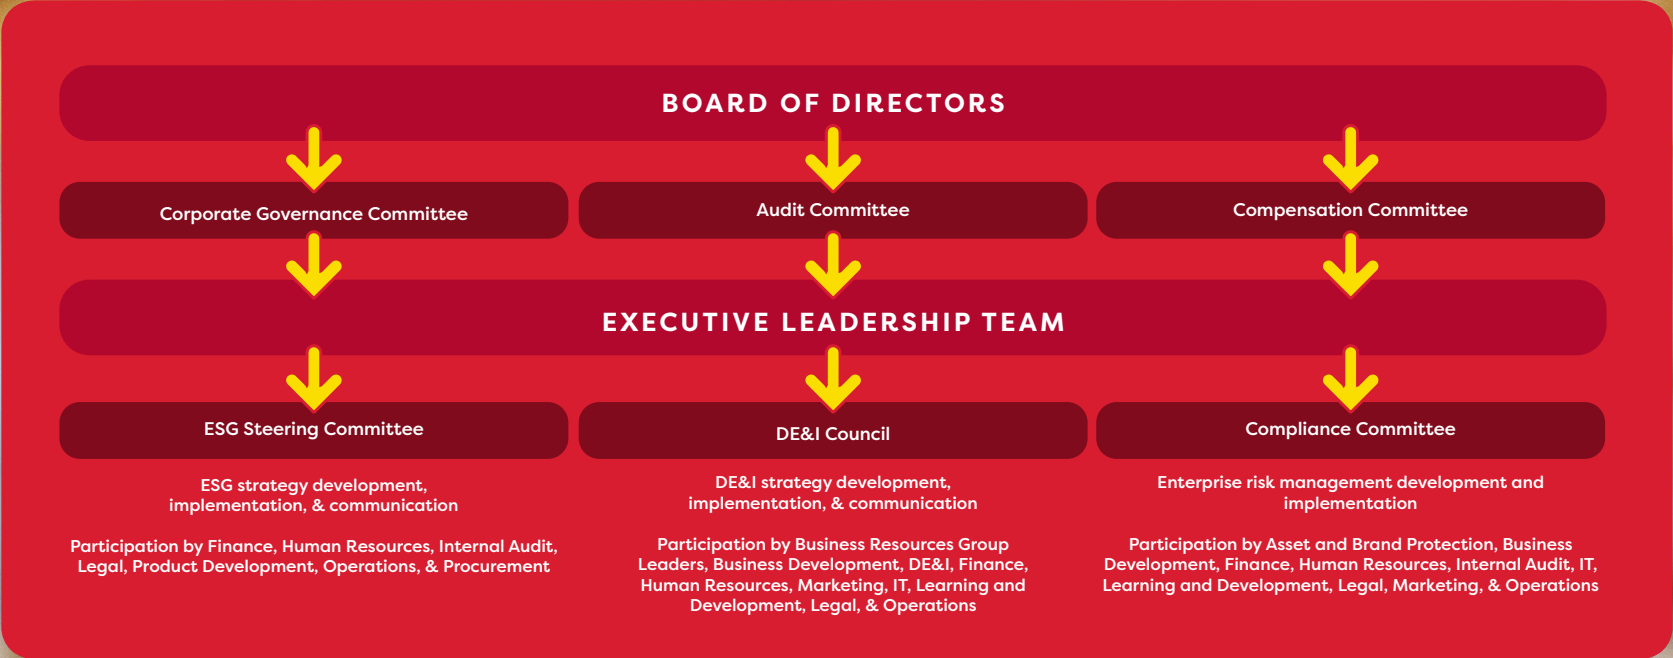 BOARD OF DIRECTORS
Corporate Governance Committee
Audit Committee
Compensation Committee
EXECUTIVE LEADERSHIP TEAM
ESG Steering Committee
ESG strategy development,
implementation, & communication
Participation by Finance, Human Resources, Internal Audit,
Legal, Product Development, Operations, & Procurement
DE&I Council
DE&I strategy development,
implementation, & communication
Participation by Business Resources Group
Leaders, Business Development, DE&I, Finance,
Human Resources, Marketing, IT, Learning and
Development, Legal, & Operations
Compliance Committee
Enterprise risk management development and
implementation
Participation by Asset and Brand Protection, Business
Development, Finance, Human Resources, Internal Audit, IT,
Learning and Development, Legal, Marketing, & Operations